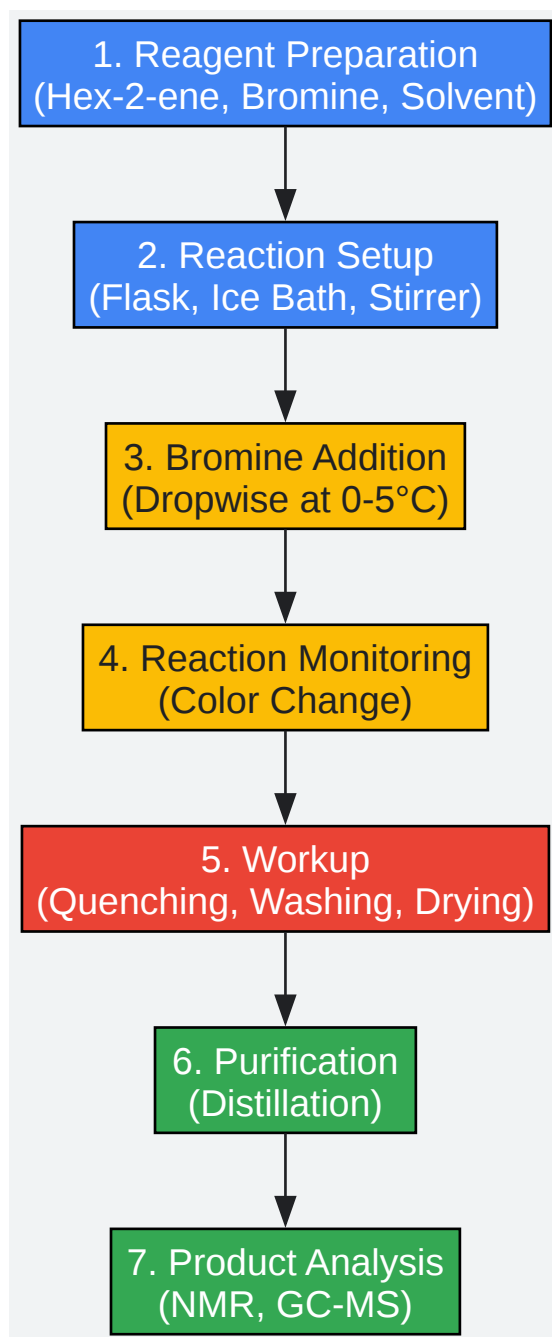 1. Reagent Preparation
(Hex-2-ene, Bromine, Solvent)
2. Reaction Setup
(Flask, Ice Bath, Stirrer)
3. Bromine Addition
(Dropwise at 0-5°C)
4. Reaction Monitoring
(Color Change)
5. Workup
(Quenching, Washing, Drying)
6. Purification
(Distillation)
7. Product Analysis
(NMR, GC-MS)